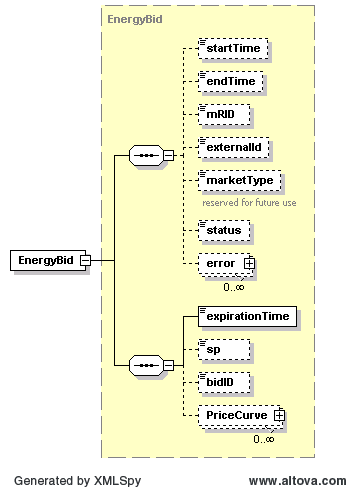 EnergyBid
startTime
endTime
mRID
externalId
marketType
reserved for future use
status
error
0..∞
EnergyBid
expirationTime
sp
bidID
PriceCurve
0..∞
Generated by XMLSpy
www.altova.com